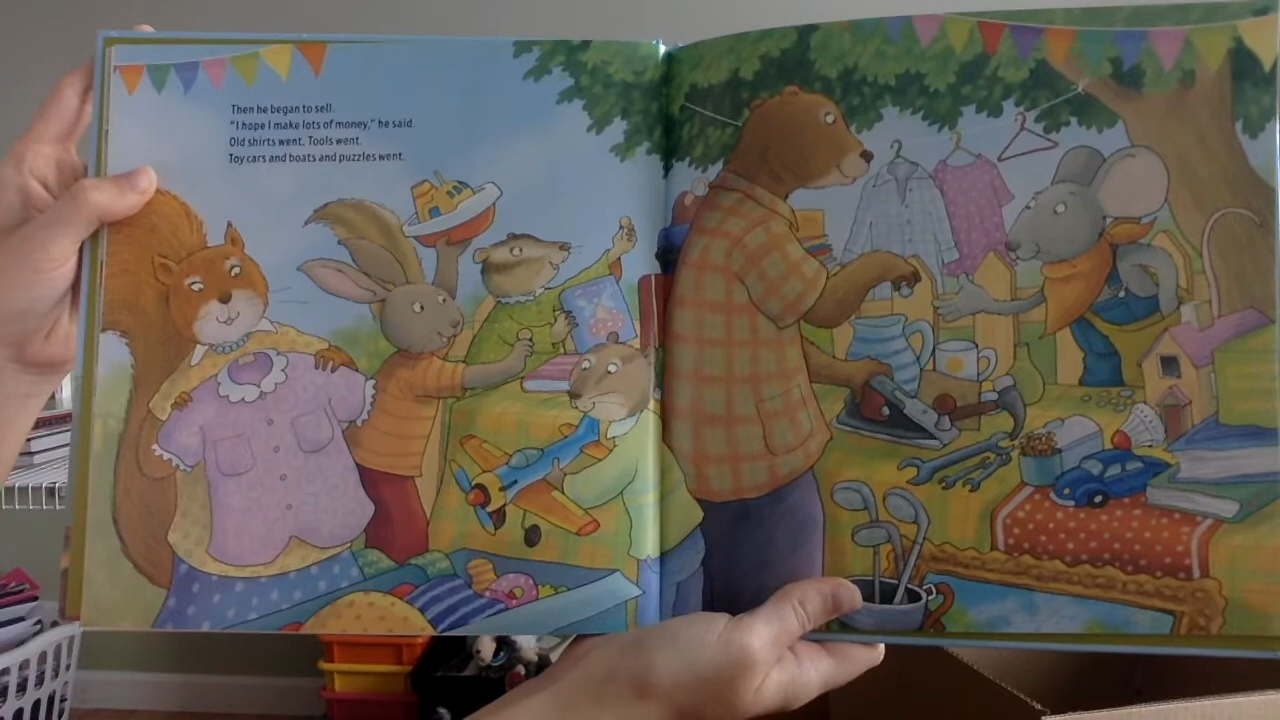 Then he began to sell.
"I hope I make lots of money," he said.
Old shirts went. Tools went.
Toy cars and boats and puzzles went.